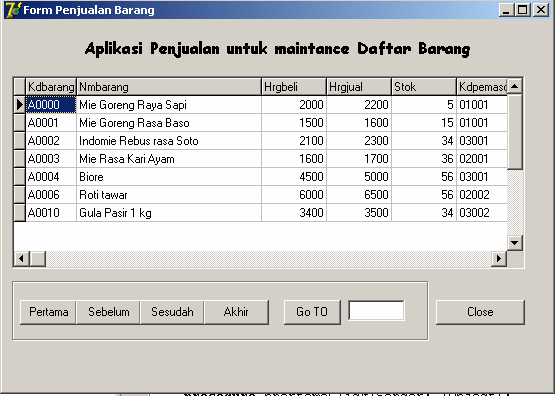 Form Penjualan Barang
Aplikasi Penjualan untuk maintance Daftar Barang
Kdbarang Nmbarang Hrgbeli Hrgjual Stok Kdpemaso
A0000 Mie Goreng Raya Sapi 2000 2200 5 01001
A0001 Mie Goreng Rasa Baso 1500 1600 15 01001
A0002 Indomie Rebus rasa Soto 2100 2300 34 03001
A0003 Mie Rasa Kari Ayam 1600 1700 36 02001
A0004 Biore 4500 5000 56 03001
A0006 Roti tawar 6000 6500 56 02002
A0010 Gula Pasir 1 kg 3400 3500 34 03002
Pertama Sebelum Sesudah Akhir Go TO Close